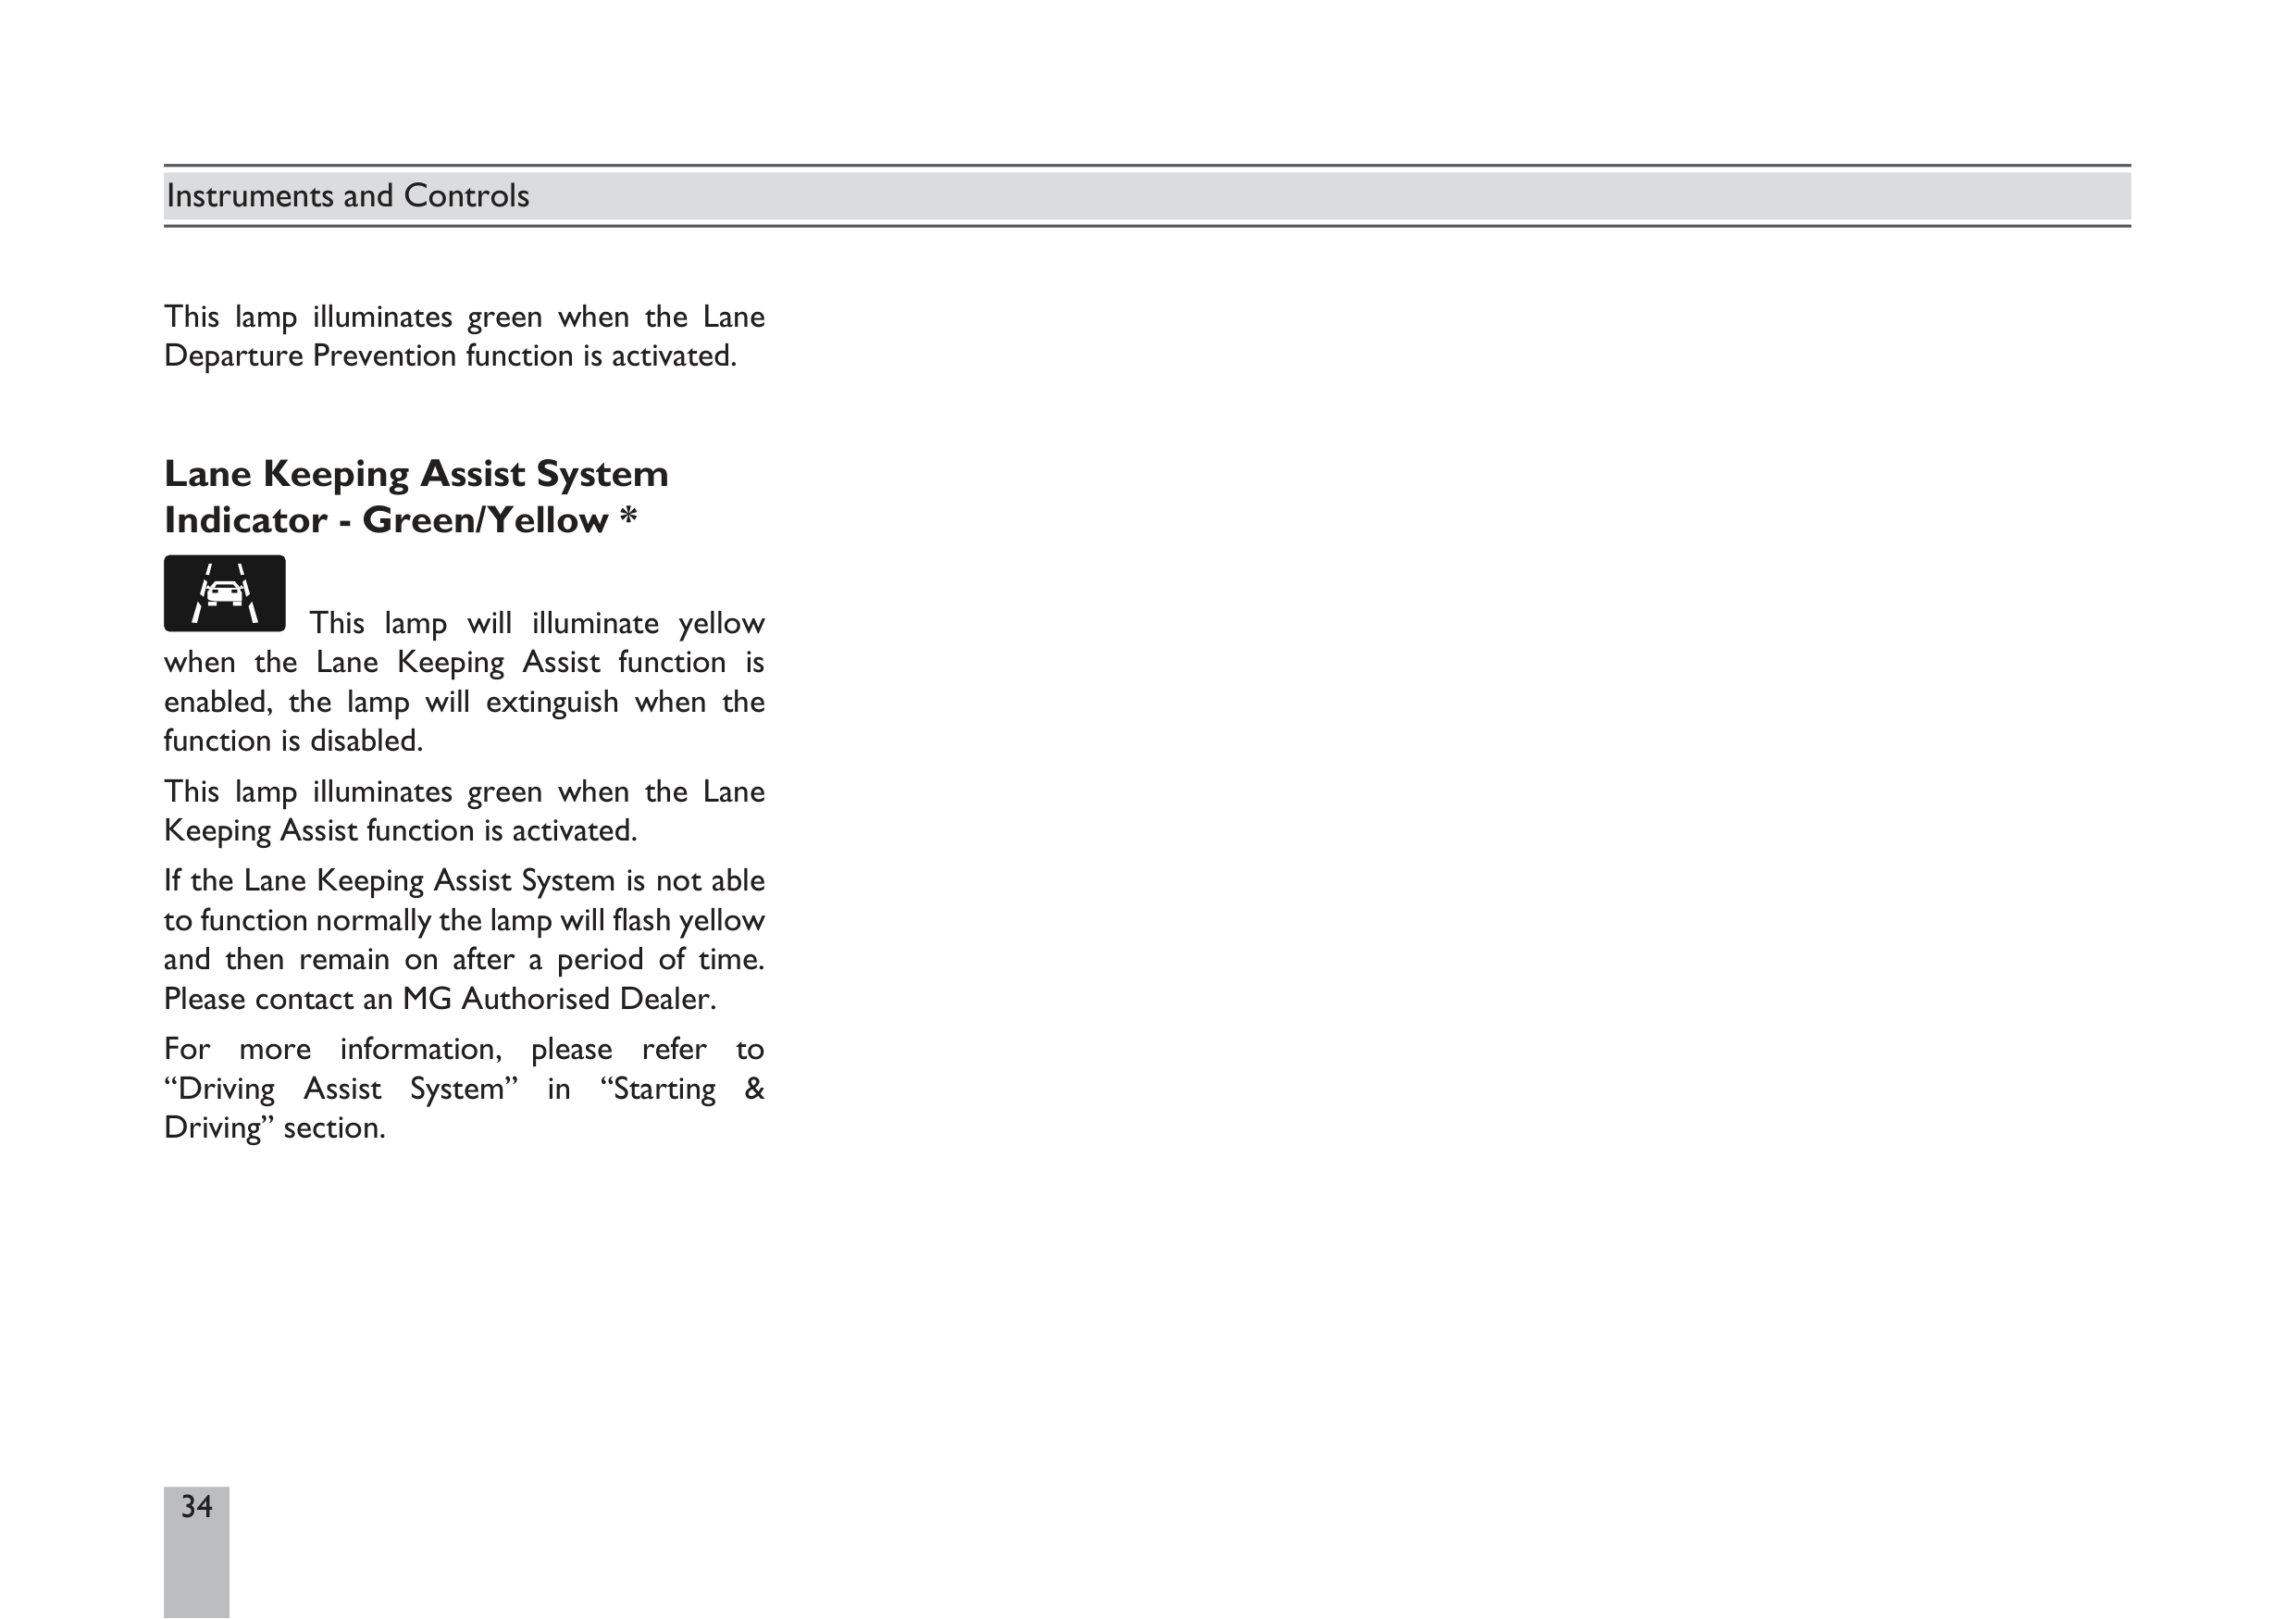 Instruments and Controls
This lamp illuminates green when the Lane
Departure Prevention function is activated.
Lane Keeping Assist System
Indicator - Green/Yellow *
This lamp will illuminate yellow
when the Lane Keeping Assist function is
enabled, the lamp will extinguish when the
function is disabled.
This lamp illuminates green when the Lane
Keeping Assist function is activated.
If the Lane Keeping Assist System is not able
to function normally the lamp will flash yellow
and then remain on after a period of time.
Please contact an MG Authorised Dealer.
For more information, please refer to
“Driving Assist System” in “Starting &
Driving” section.
34